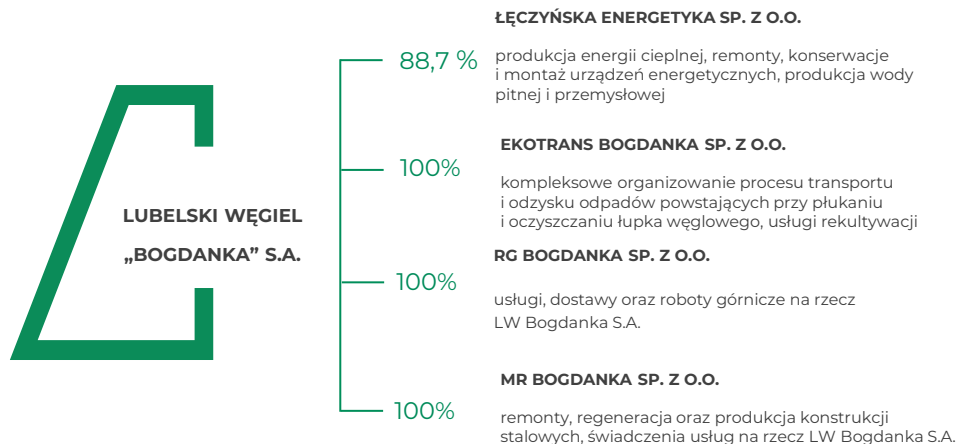 LUBELSKI WĘGIEL
„BOGDANKA” S.A.
88,7 %
ŁĘCZYŃSKA ENERGETYKA SP. Z O.O.
produkcja energii cieplnej, remonty, konserwacje
i montaż urządzeń energetycznych, produkcja wody
pitnej i przemysłowej
100%
EKOTRANS BOGDANKA SP. Z O.O.
kompleksowe organizowanie procesu transportu
i odzysku odpadów powstających przy płukaniu
i oczyszczaniu łupka węglowego, usługi rekultywacji
100%
RG BOGDANKA SP. Z O.O.
usługi, dostawy oraz roboty górnicze na rzecz
LW Bogdanka S.A.
100%
MR BOGDANKA SP. Z O.O.
remonty, regeneracja oraz produkcja konstrukcji
stalowych, świadczenia usług na rzecz LW Bogdanka S.A.